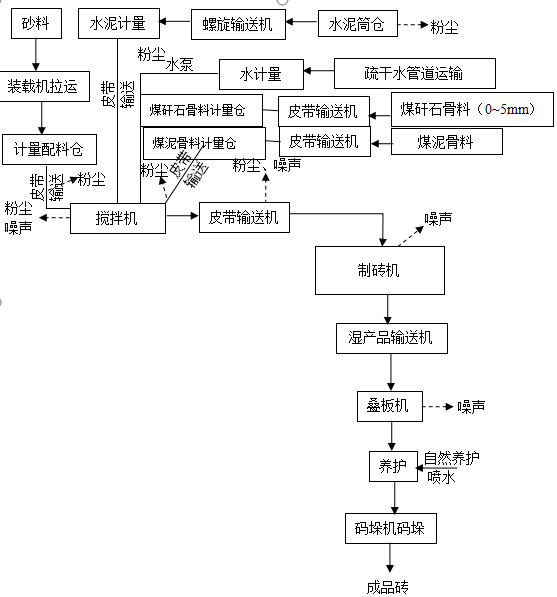 砂料
水泥计量
螺旋输送机
水泥筒仓
粉尘
粉尘
水泵
皮带
输送
装载机拉运
水计量
疏干水管道运输
煤矸石骨料计量仓
皮带输送机
煤矸石骨料（0~5mm）
煤泥骨料计量仓
皮带输送机
煤泥骨料
计量配料仓
皮带
输送
粉尘
粉尘
皮带
输送
粉尘
噪声
粉尘
噪声
搅拌机
皮带输送机
噪声
制砖机
湿产品输送机
叠板机
噪声
养护
自然养护
喷水
码垛机码垛
成品砖